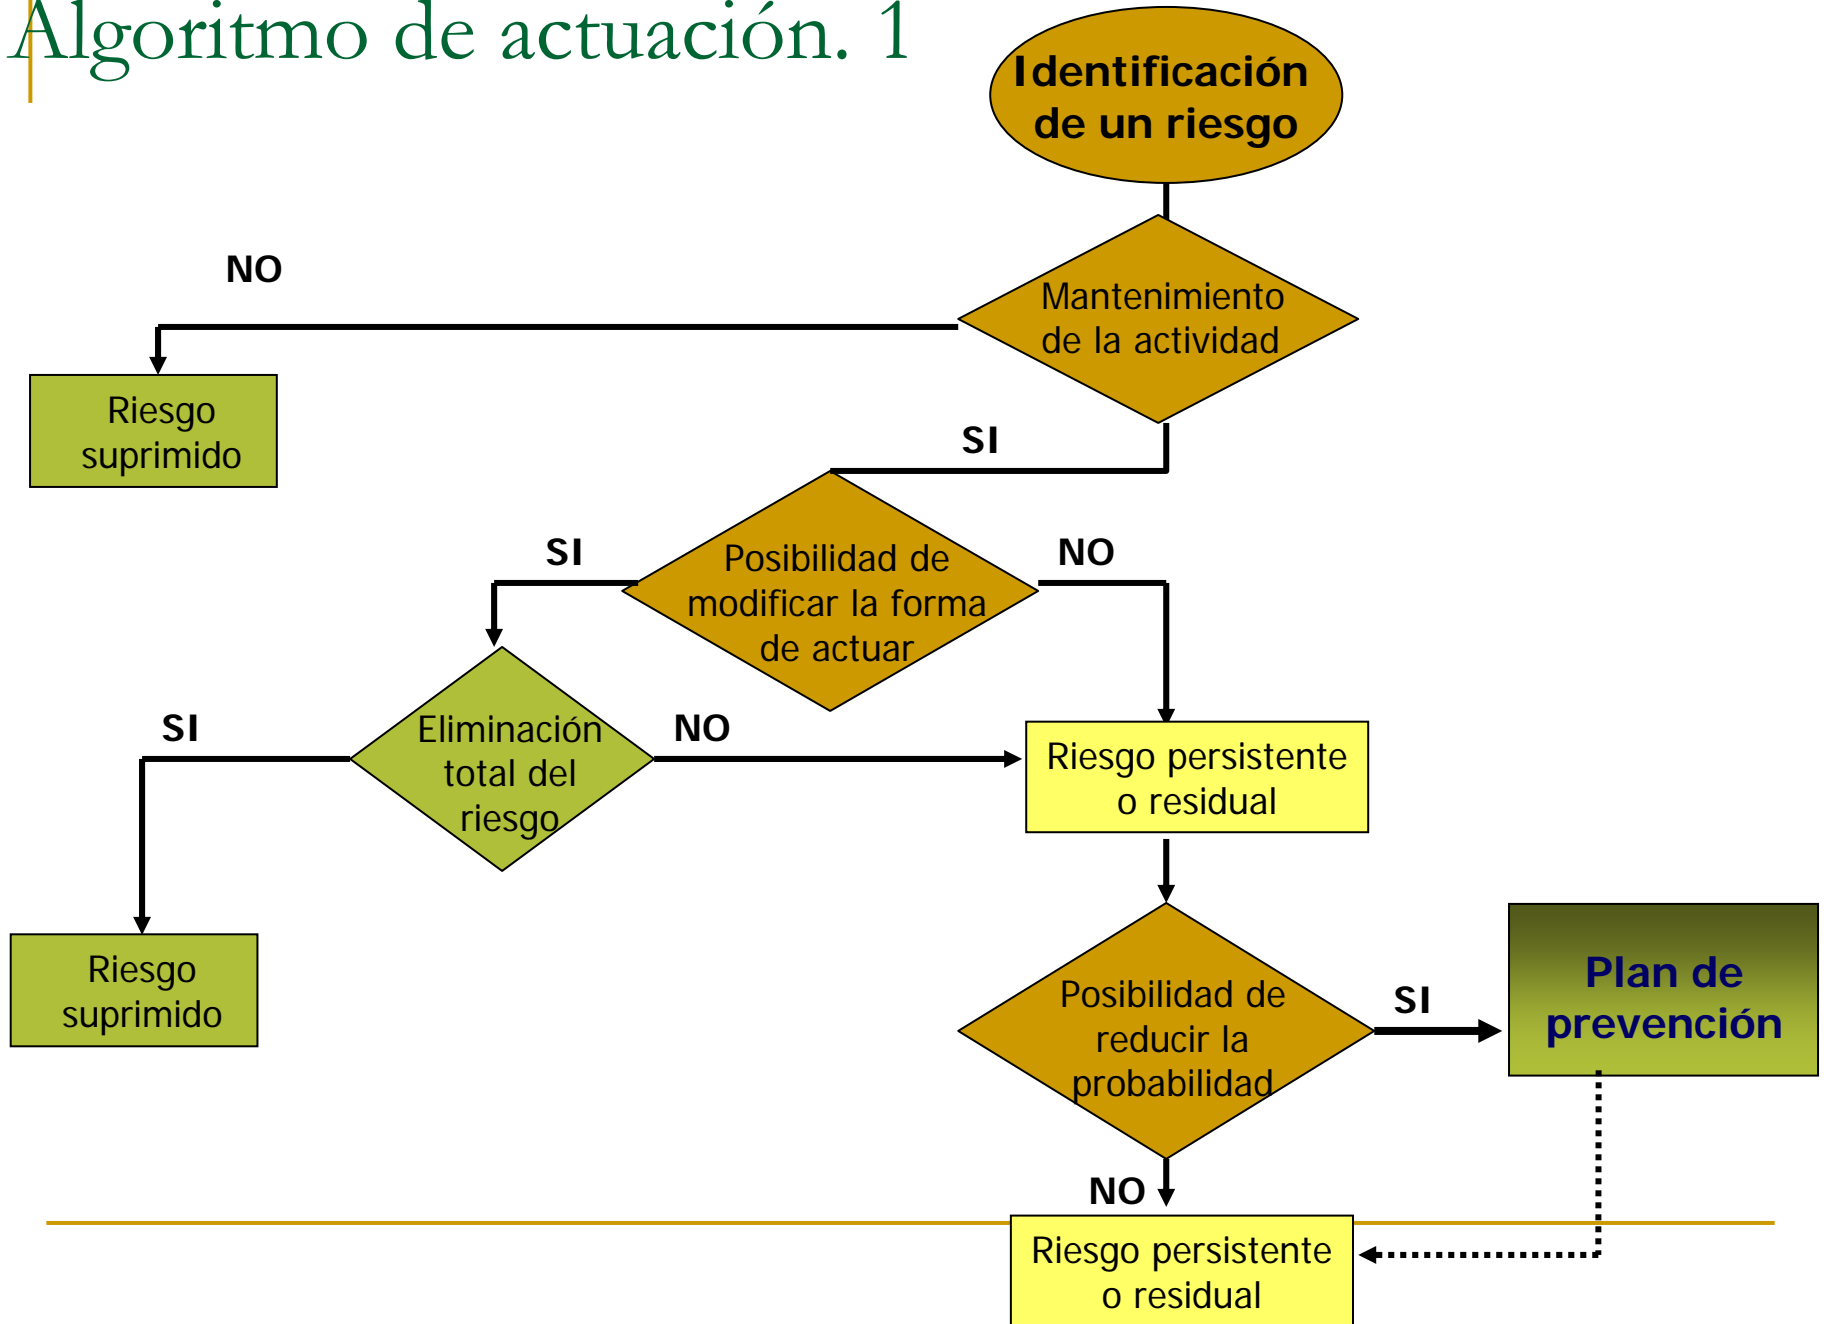 Algoritmo de actuación. 1
Identificación
de un riesgo
NO
Mantenimiento
de la actividad
Riesgo
suprimido
SI
SI
Posibilidad de
modificar la forma
de actuar
NO
SI
Eliminación
total del
riesgo
NO
Riesgo persistente
o residual
Riesgo
suprimido
Posibilidad de
reducir la
probabilidad
SI
Plan de
prevención
NO
Riesgo persistente
o residual